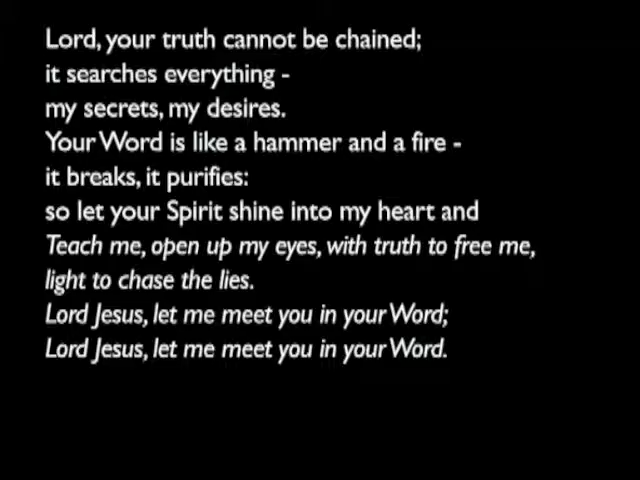 Lord, your truth cannot be chained;
it searches everything -
my secrets, my desires.
Your Word is like a hammer and a fire -
it breaks, it purifies:
so let your Spirit shine into my heart and
Teach me, open up my eyes, with truth to free me,
light to chase the lies.
Lord Jesus, let me meet you in your Word;
Lord Jesus, let me meet you in your Word.